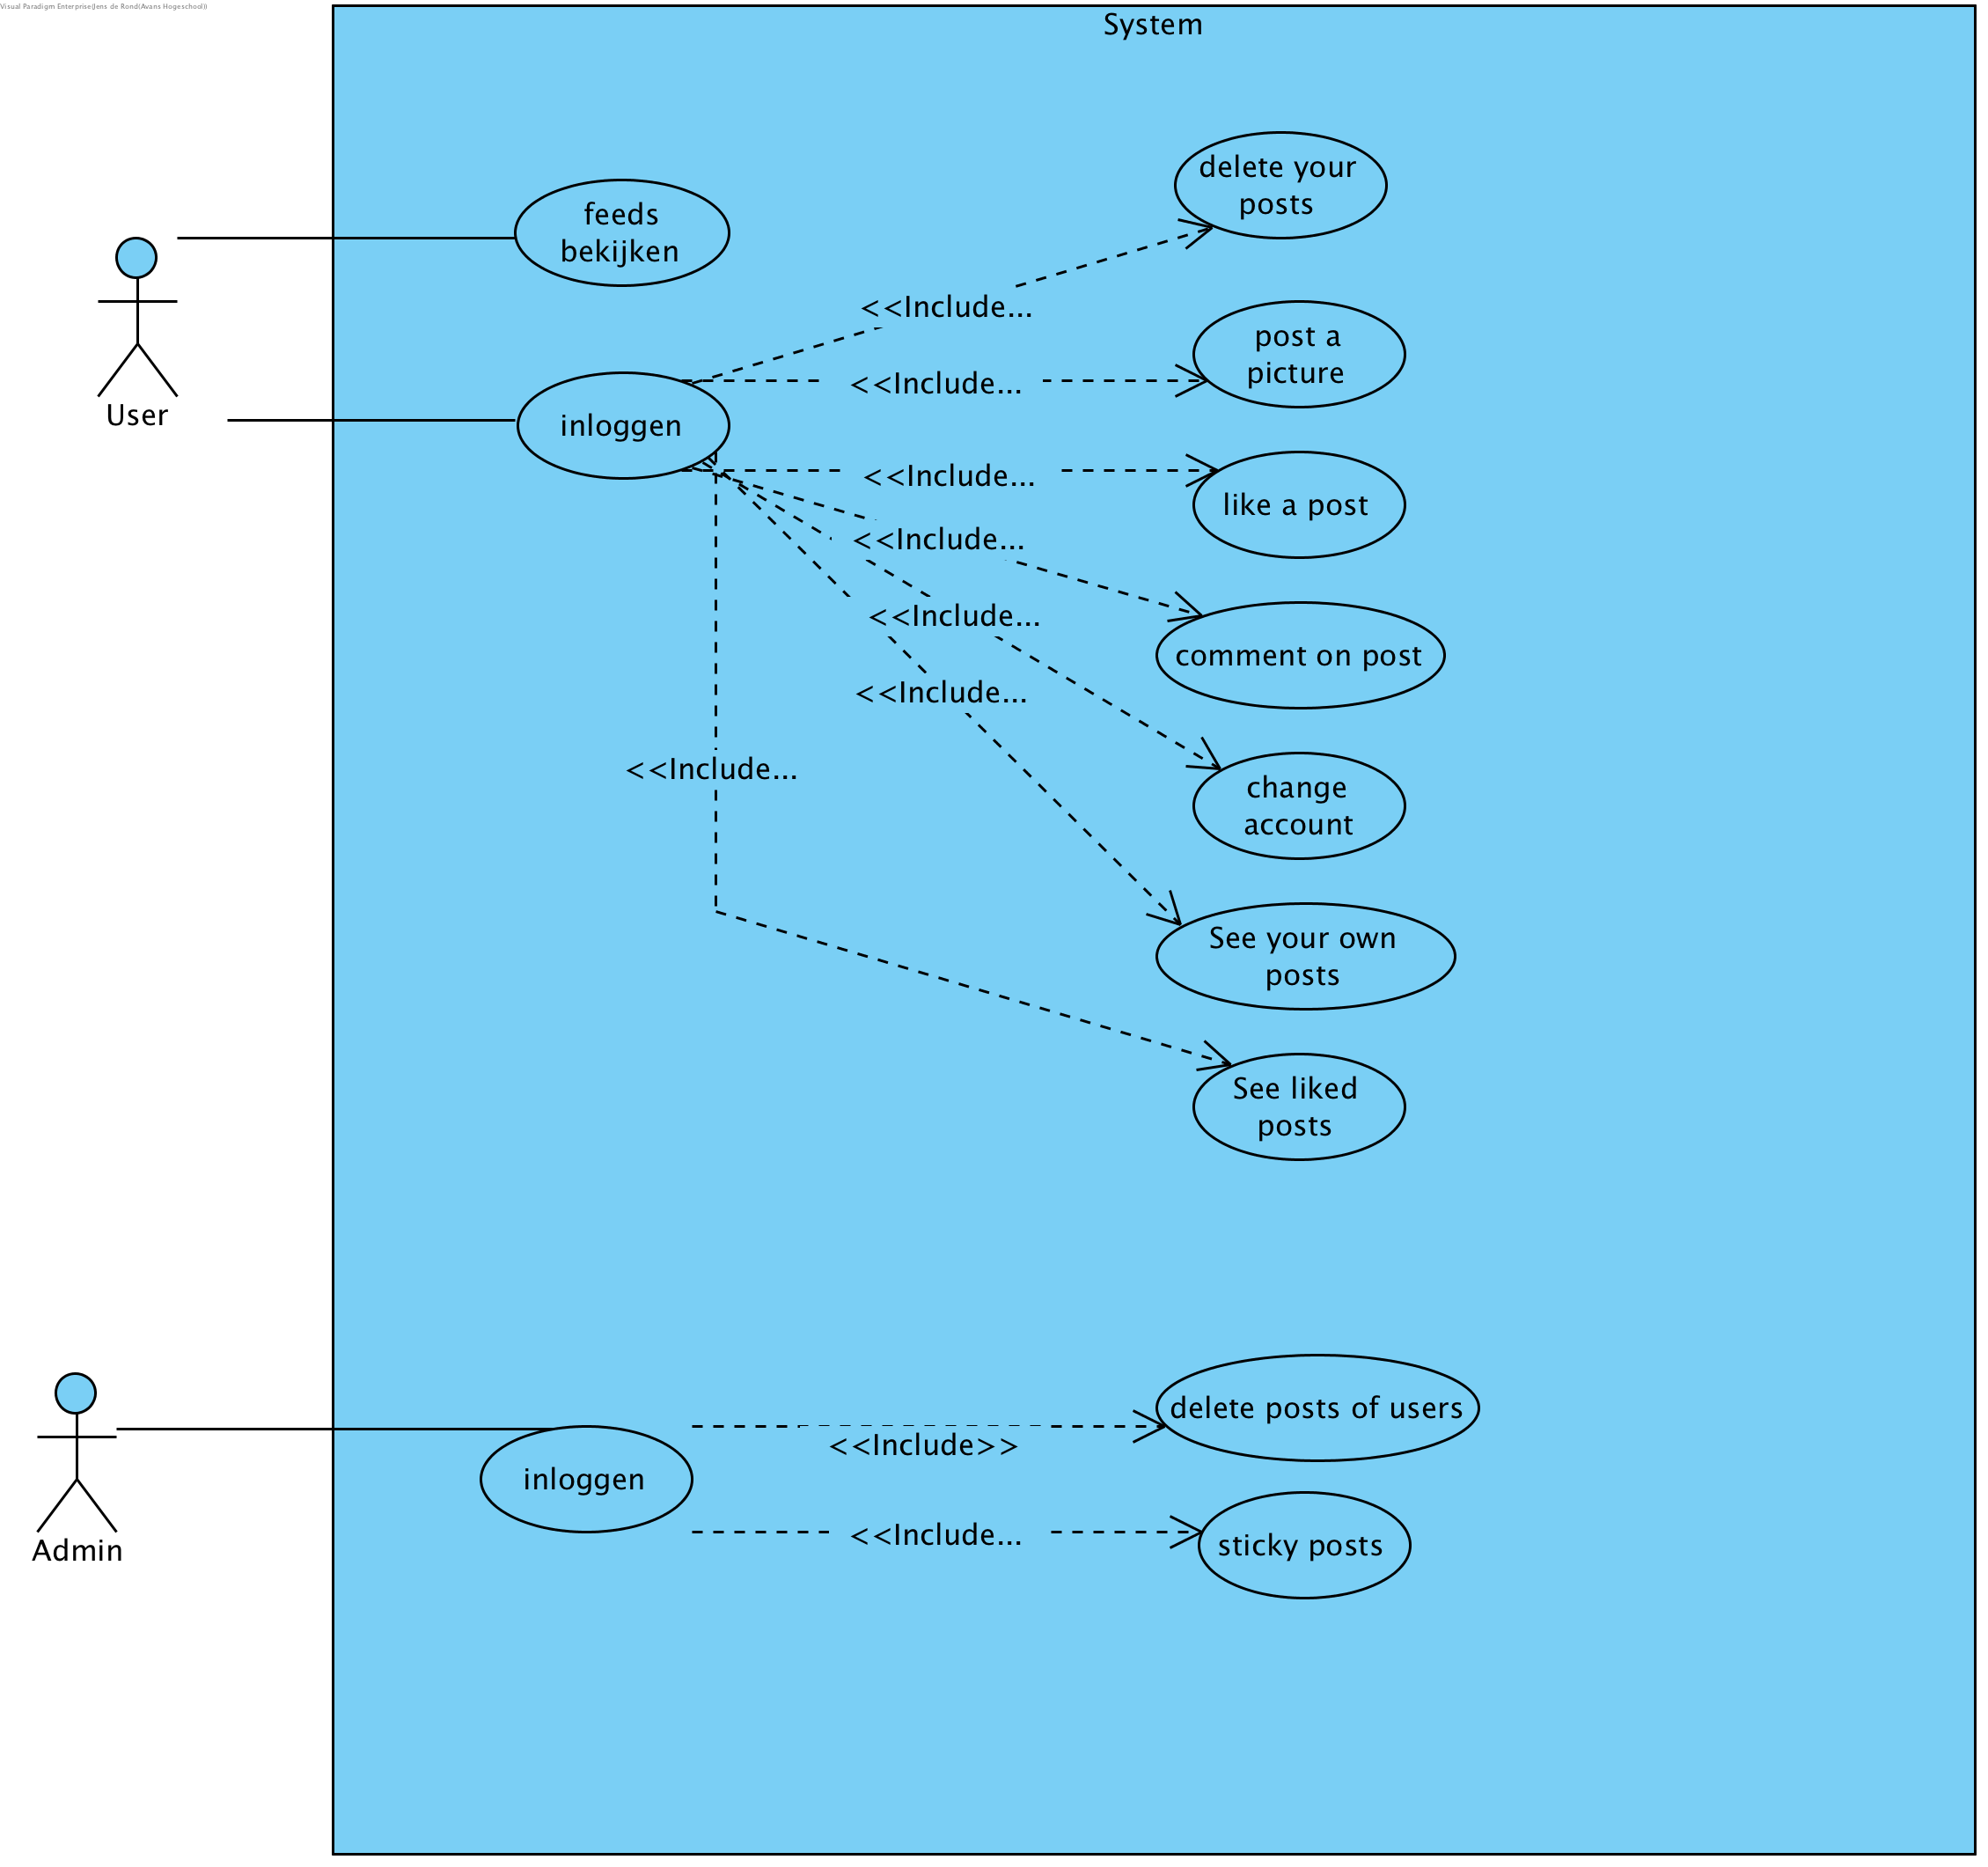 Visual Paradigm Enterprise(Jens de Rond(Avans Hogeschool))
System
delete your
posts
feeds
bekijken
<<Include...
post a
picture
<<Include...
User
inloggen
<<Include...
like a post
<<Include...
<<Include...
comment on post
<<Include...
<<Include...
change
account
See your own
posts
See liked
posts
delete posts of users
<<Include>>
inloggen
<<Include...
sticky posts
Admin